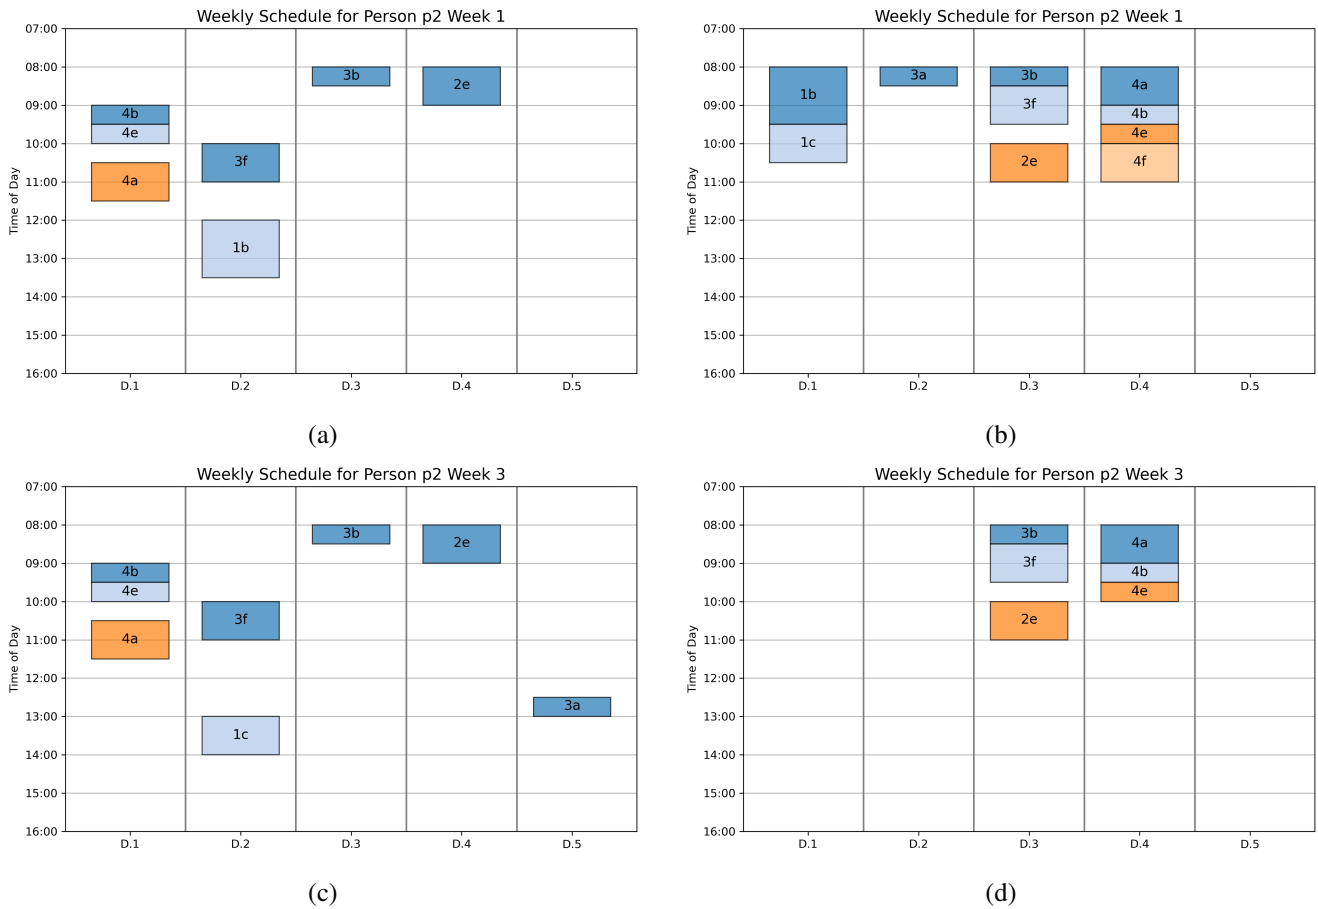 Weekly Schedule for Person p2 Week 1
07:00
08:00
09:00
10:00
11:00
12:00
13:00
14:00
15:00
16:00
Time of Day
4b
4e
4a
3f
1b
3b
2e
D.1 D.2 D.3 D.4 D.5
(a)
Weekly Schedule for Person p2 Week 1
07:00
08:00
09:00
10:00
11:00
12:00
13:00
14:00
15:00
16:00
Time of Day
1b
1c
3a
3b
3f
2e
4a
4b
4e
4f
D.1 D.2 D.3 D.4 D.5
(b)
Weekly Schedule for Person p2 Week 3
07:00
08:00
09:00
10:00
11:00
12:00
13:00
14:00
15:00
16:00
Time of Day
4b
4e
4a
3f
1c
3b
2e
3a
D.1 D.2 D.3 D.4 D.5
(c)
Weekly Schedule for Person p2 Week 3
07:00
08:00
09:00
10:00
11:00
12:00
13:00
14:00
15:00
16:00
Time of Day
3b
3f
2e
4a
4b
4e
D.1 D.2 D.3 D.4 D.5
(d)